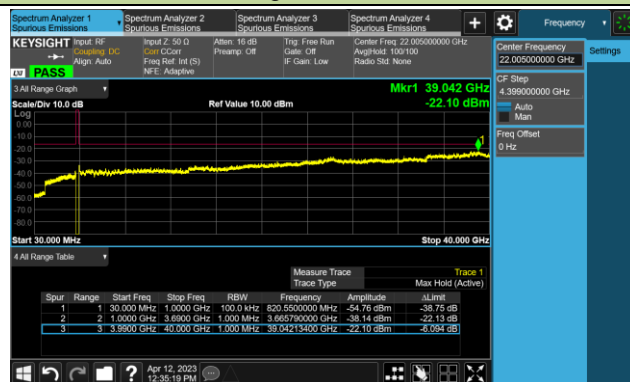 Spectrum Analyzer 1
Spurious Emissions
Spectrum Analyzer 2
Spurious Emissions
Spectrum Analyzer 3
Spurious Emissions
Spectrum Analyzer 4
Spurious Emissions
+
Frequency
KEYSIGHT
Input: RF
Coupling: DC
Align: Auto
Input Z: 50 Ω
Corr CCorr
Freq Ref: Int (S)
NFE: Adaptive
Atten: 16 dB
Preamp: Off
Trig: Free Run
Gate: Off
IF Gain: Low
Center Freq: 22.005000000 GHz
Avg|Hold: 100/100
Radio Std: None
LXI PASS
Center Frequency
22.005000000 GHz
Settings
CF Step
4.399000000 GHz
Auto
Man
Freq Offset
0 Hz
3 All Range Graph
Mkr1 39.042 GHz
Scale/Div 10.0 dB
Ref Value 10.00 dBm
-22.10 dBm
Log
0.00
-10.0
-20.0
-30.0
-40.0
-50.0
-60.0
-70.0
-80.0
1
Start 30.000 MHz
Stop 40.000 GHz
4 All Range Table
Measure Trace Trace 1
Trace Type Max Hold (Active)
Spur Range Start Freq Stop Freq RBW Frequency Amplitude ΔLimit
1 1 30.000 MHz 1.0000 GHz 100.0 kHz 820.5500000 MHz -54.76 dBm -38.75 dB
2 2 1.0000 GHz 3.6900 GHz 1.000 MHz 3.665790000 GHz -38.14 dBm -22.13 dB
3 3 3.9900 GHz 40.000 GHz 1.000 MHz 39.04213400 GHz -22.10 dBm -6.094 dB
?
Apr 12, 2023
12:35:19 PM